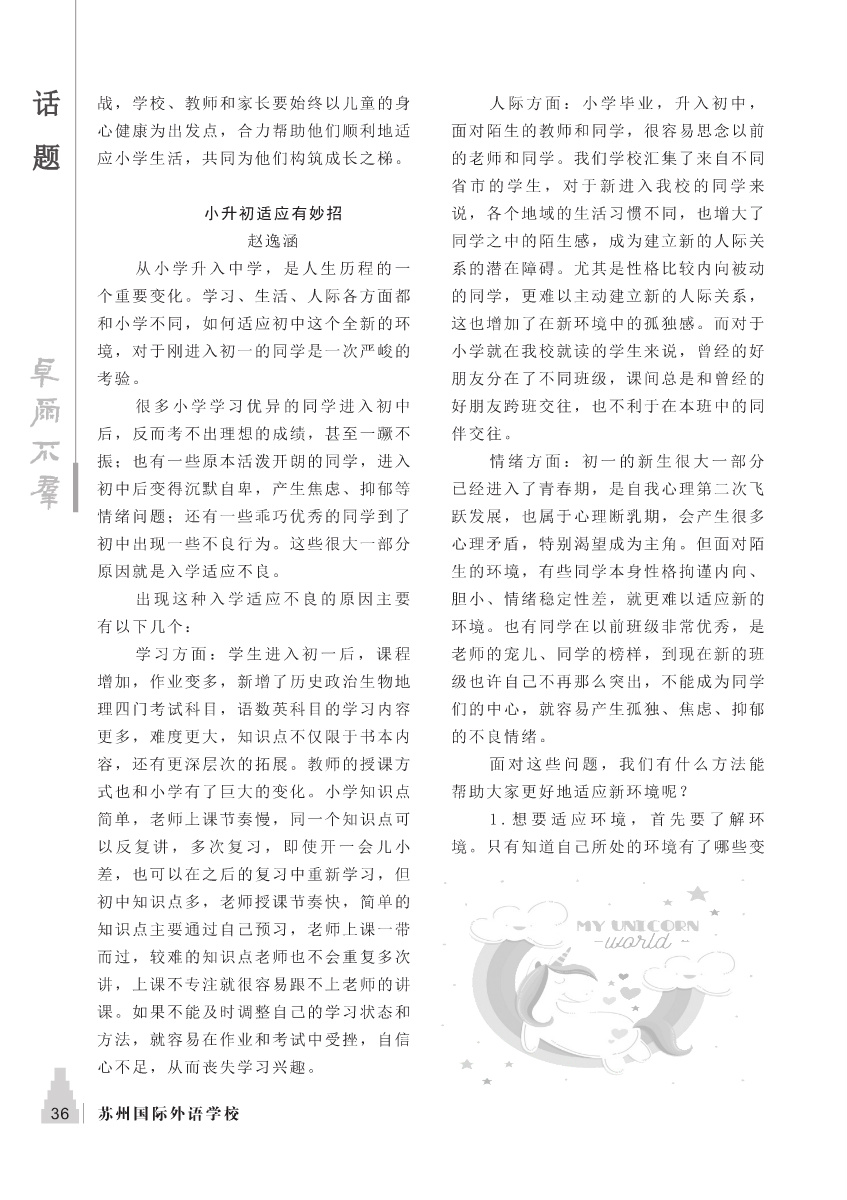 话
题
卓尔不群
战，学校、教师和家长要始终以儿童的身
心健康为出发点，合力帮助他们顺利地适
应小学生活，共同为他们构筑成长之梯。
小升初适应有妙招
赵逸涵
从小学升入中学，是人生历程的一
个重要变化。学习、生活、人际各方面都
和小学不同，如何适应初中这个全新的环
境，对于刚进入初一的同学是一次严峻的
考验。
很多小学学习优异的同学进入初中
后，反而考不出理想的成绩，甚至一蹶不
振；也有一些原本活泼开朗的同学，进入
初中后变得沉默自卑，产生焦虑、抑郁等
情绪问题；还有一些乖巧优秀的同学到了
初中出现一些不良行为。这些很大一部分
原因就是入学适应不良。
出现这种入学适应不良的原因主要
有以下几个：
学习方面：学生进入初一后，课程
增加，作业变多，新增了历史政治生物地
理四门考试科目，语数英科目的学习内容
更多，难度更大，知识点不仅限于书本内
容，还有更深层次的拓展。教师的授课方
式也和小学有了巨大的变化。小学知识点
简单，老师上课节奏慢，同一个知识点可
以反复讲，多次复习，即使开一会儿小
差，也可以在之后的复习中重新学习，但
初中知识点多，老师授课节奏快，简单的
知识点主要通过自己预习，老师上课一带
而过，较难的知识点老师也不会重复多次
讲，上课不专注就很容易跟不上老师的讲
课。如果不能及时调整自己的学习状态和
方法，就容易在作业和考试中受挫，自信
心不足，从而丧失学习兴趣。
人际方面：小学毕业，升入初中，
面对陌生的教师和同学，很容易思念以前
的老师和同学。我们学校汇集了来自不同
省市的学生，对于新进入我校的同学来
说，各个地域的生活习惯不同，也增大了
同学之中的陌生感，成为建立新的人际关
系的潜在障碍。尤其是性格比较内向被动
的同学，更难以主动建立新的人际关系，
这也增加了在新环境中的孤独感。而对于
小学就在我校就读的学生来说，曾经的好
朋友分在了不同班级，课间总是和曾经的
好朋友跨班交往，也不利于在本班中的同
伴交往。
情绪方面：初一的新生很大一部分
已经进入了青春期，是自我心理第二次飞
跃发展，也属于心理断乳期，会产生很多
心理矛盾，特别渴望成为主角。但面对陌
生的环境，有些同学本身性格拘谨内向、
胆小、情绪稳定性差，就更难以适应新的
环境。也有同学在以前班级非常优秀，是
老师的宠儿、同学的榜样，到现在新的班
级也许自己不再那么突出，不能成为同学
们的中心，就容易产生孤独、焦虑、抑郁
的不良情绪。
面对这些问题，我们有什么方法能
帮助大家更好地适应新环境呢？
1.想要适应环境，首先要了解环
境。只有知道自己所处的环境有了哪些变
MY UNICORN
world
36 苏州国际外语学校